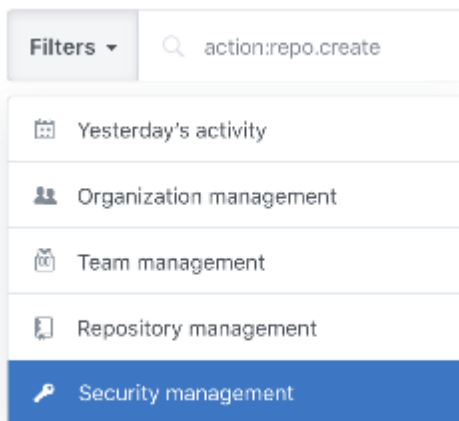 Filters
action:repo.create
Yesterday's activity
Organization management
Team management
Repository management
Security management